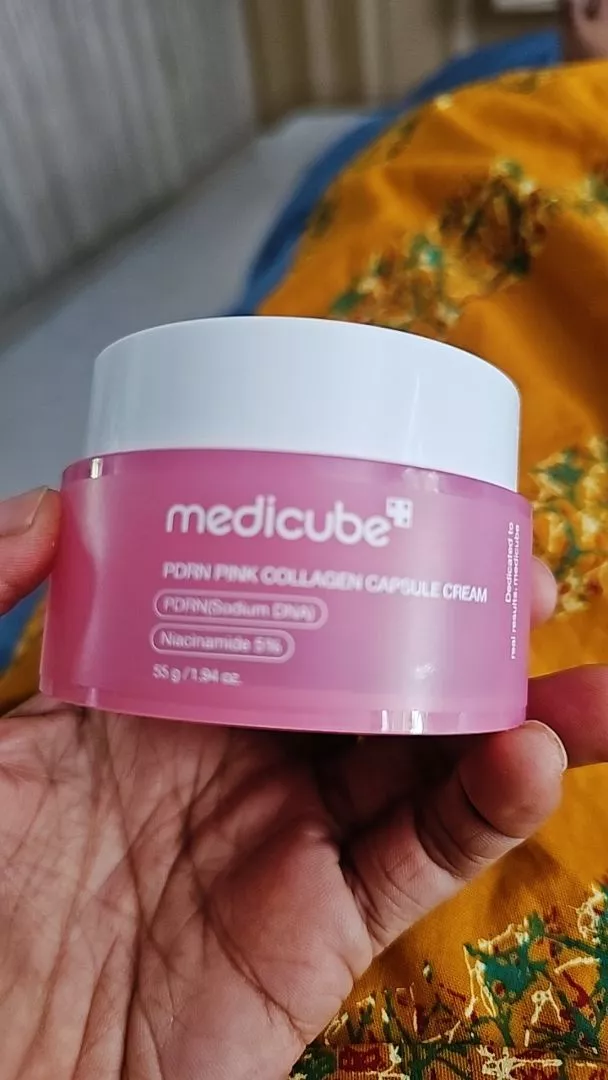 medicube
PDRN PINK COLLAGEN CAPSULE CREAM
PDRN(Sodium DNA)
Niacinamide 5%
55 g / 1.94 oz.
Dedicated to
real results, medicube